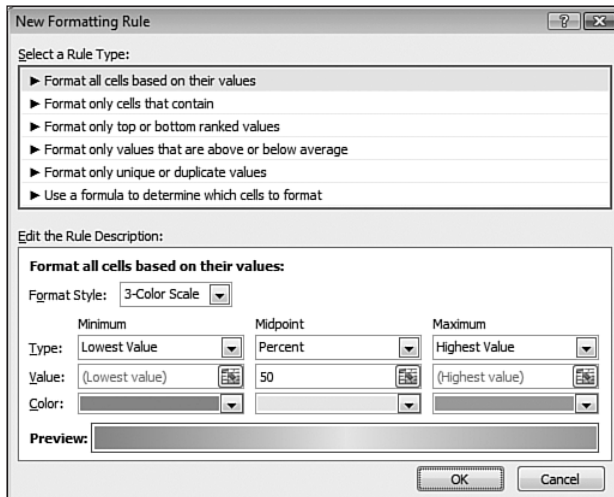 New Formatting Rule
Select a Rule Type:
► Format all cells based on their values
► Format only cells that contain
► Format only top or bottom ranked values
► Format only values that are above or below average
► Format only unique or duplicate values
► Use a formula to determine which cells to format
Edit the Rule Description:
Format all cells based on their values:
Format Style: 3-Color Scale
Minimum Midpoint Maximum
Type: Lowest Value Percent Highest Value
Value: (Lowest value) 50 (Highest value)
Color:
Preview:
OK Cancel